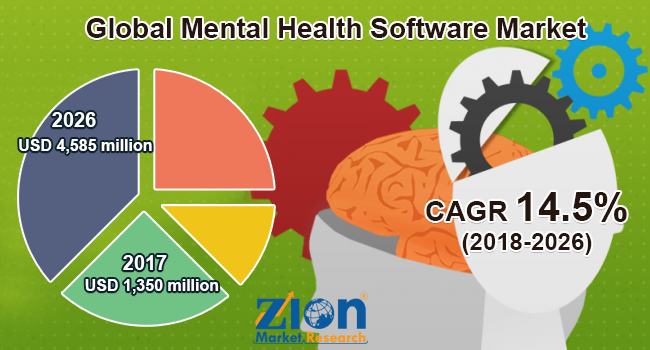 Global Mental Health Software Market
2026
USD 4,585 million
2017
USD 1,350 million
CAGR 14.5%
(2018-2026)
Zion
Market.Research